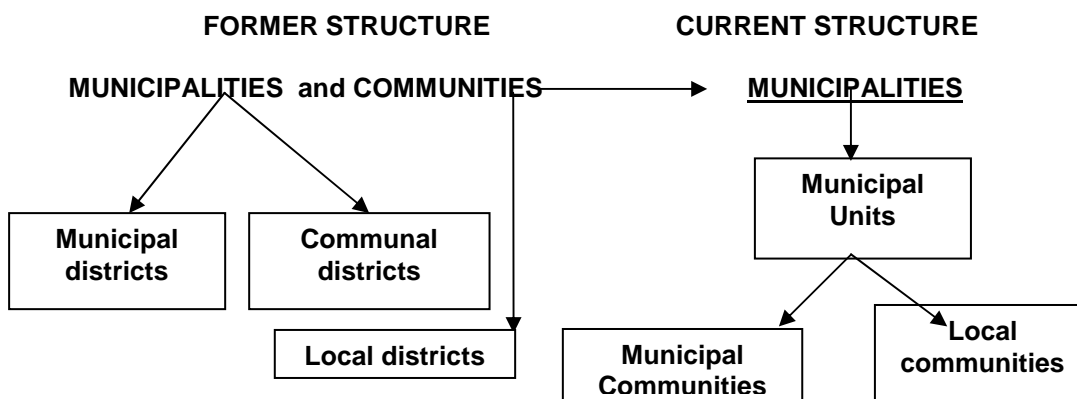 FORMER STRUCTURE
CURRENT STRUCTURE
MUNICIPALITIES and COMMUNITIES
MUNICIPALITIES
Municipal
districts
Communal
districts
Local districts
Municipal
Units
Municipal
Communities
Local
communities